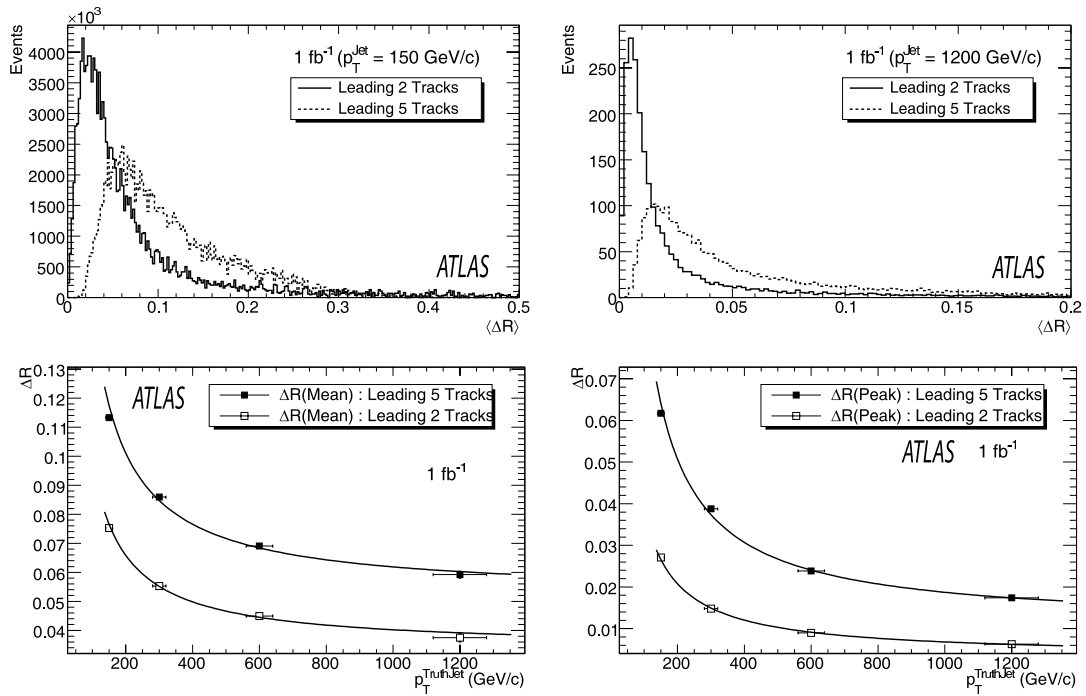 ×10³
Events
4000
3500
3000
2500
2000
1500
1000
500
0
1 fb⁻¹ (p_T^Jet = 150 GeV/c)
Leading 2 Tracks
Leading 5 Tracks
ATLAS
0 0.1 0.2 0.3 0.4 0.5
⟨ΔR⟩
Events
250
200
150
100
50
0
1 fb⁻¹ (p_T^Jet = 1200 GeV/c)
Leading 2 Tracks
Leading 5 Tracks
ATLAS
0 0.05 0.1 0.15 0.2
⟨ΔR⟩
ΔR
0.13
0.12
0.11
0.1
0.09
0.08
0.07
0.06
0.05
0.04
ATLAS
ΔR(Mean) : Leading 5 Tracks
ΔR(Mean) : Leading 2 Tracks
1 fb⁻¹
200 400 600 800 1000 1200
p_T^TruthJet (GeV/c)
ΔR
0.07
0.06
0.05
0.04
0.03
0.02
0.01
ΔR(Peak) : Leading 5 Tracks
ΔR(Peak) : Leading 2 Tracks
ATLAS 1 fb⁻¹
200 400 600 800 1000 1200
p_T^TruthJet (GeV/c)